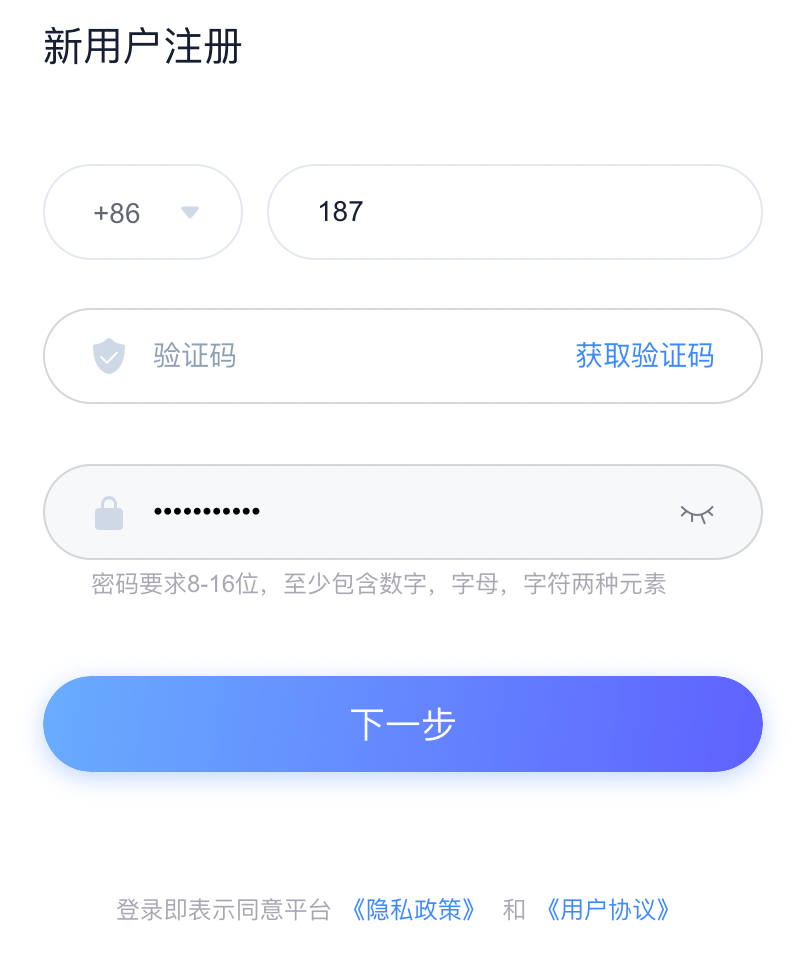 新用户注册
+86 187
验证码 获取验证码
•••••••••••
密码要求8-16位，至少包含数字，字母，字符两种元素
下一步
登录即表示同意平台 《隐私政策》 和 《用户协议》